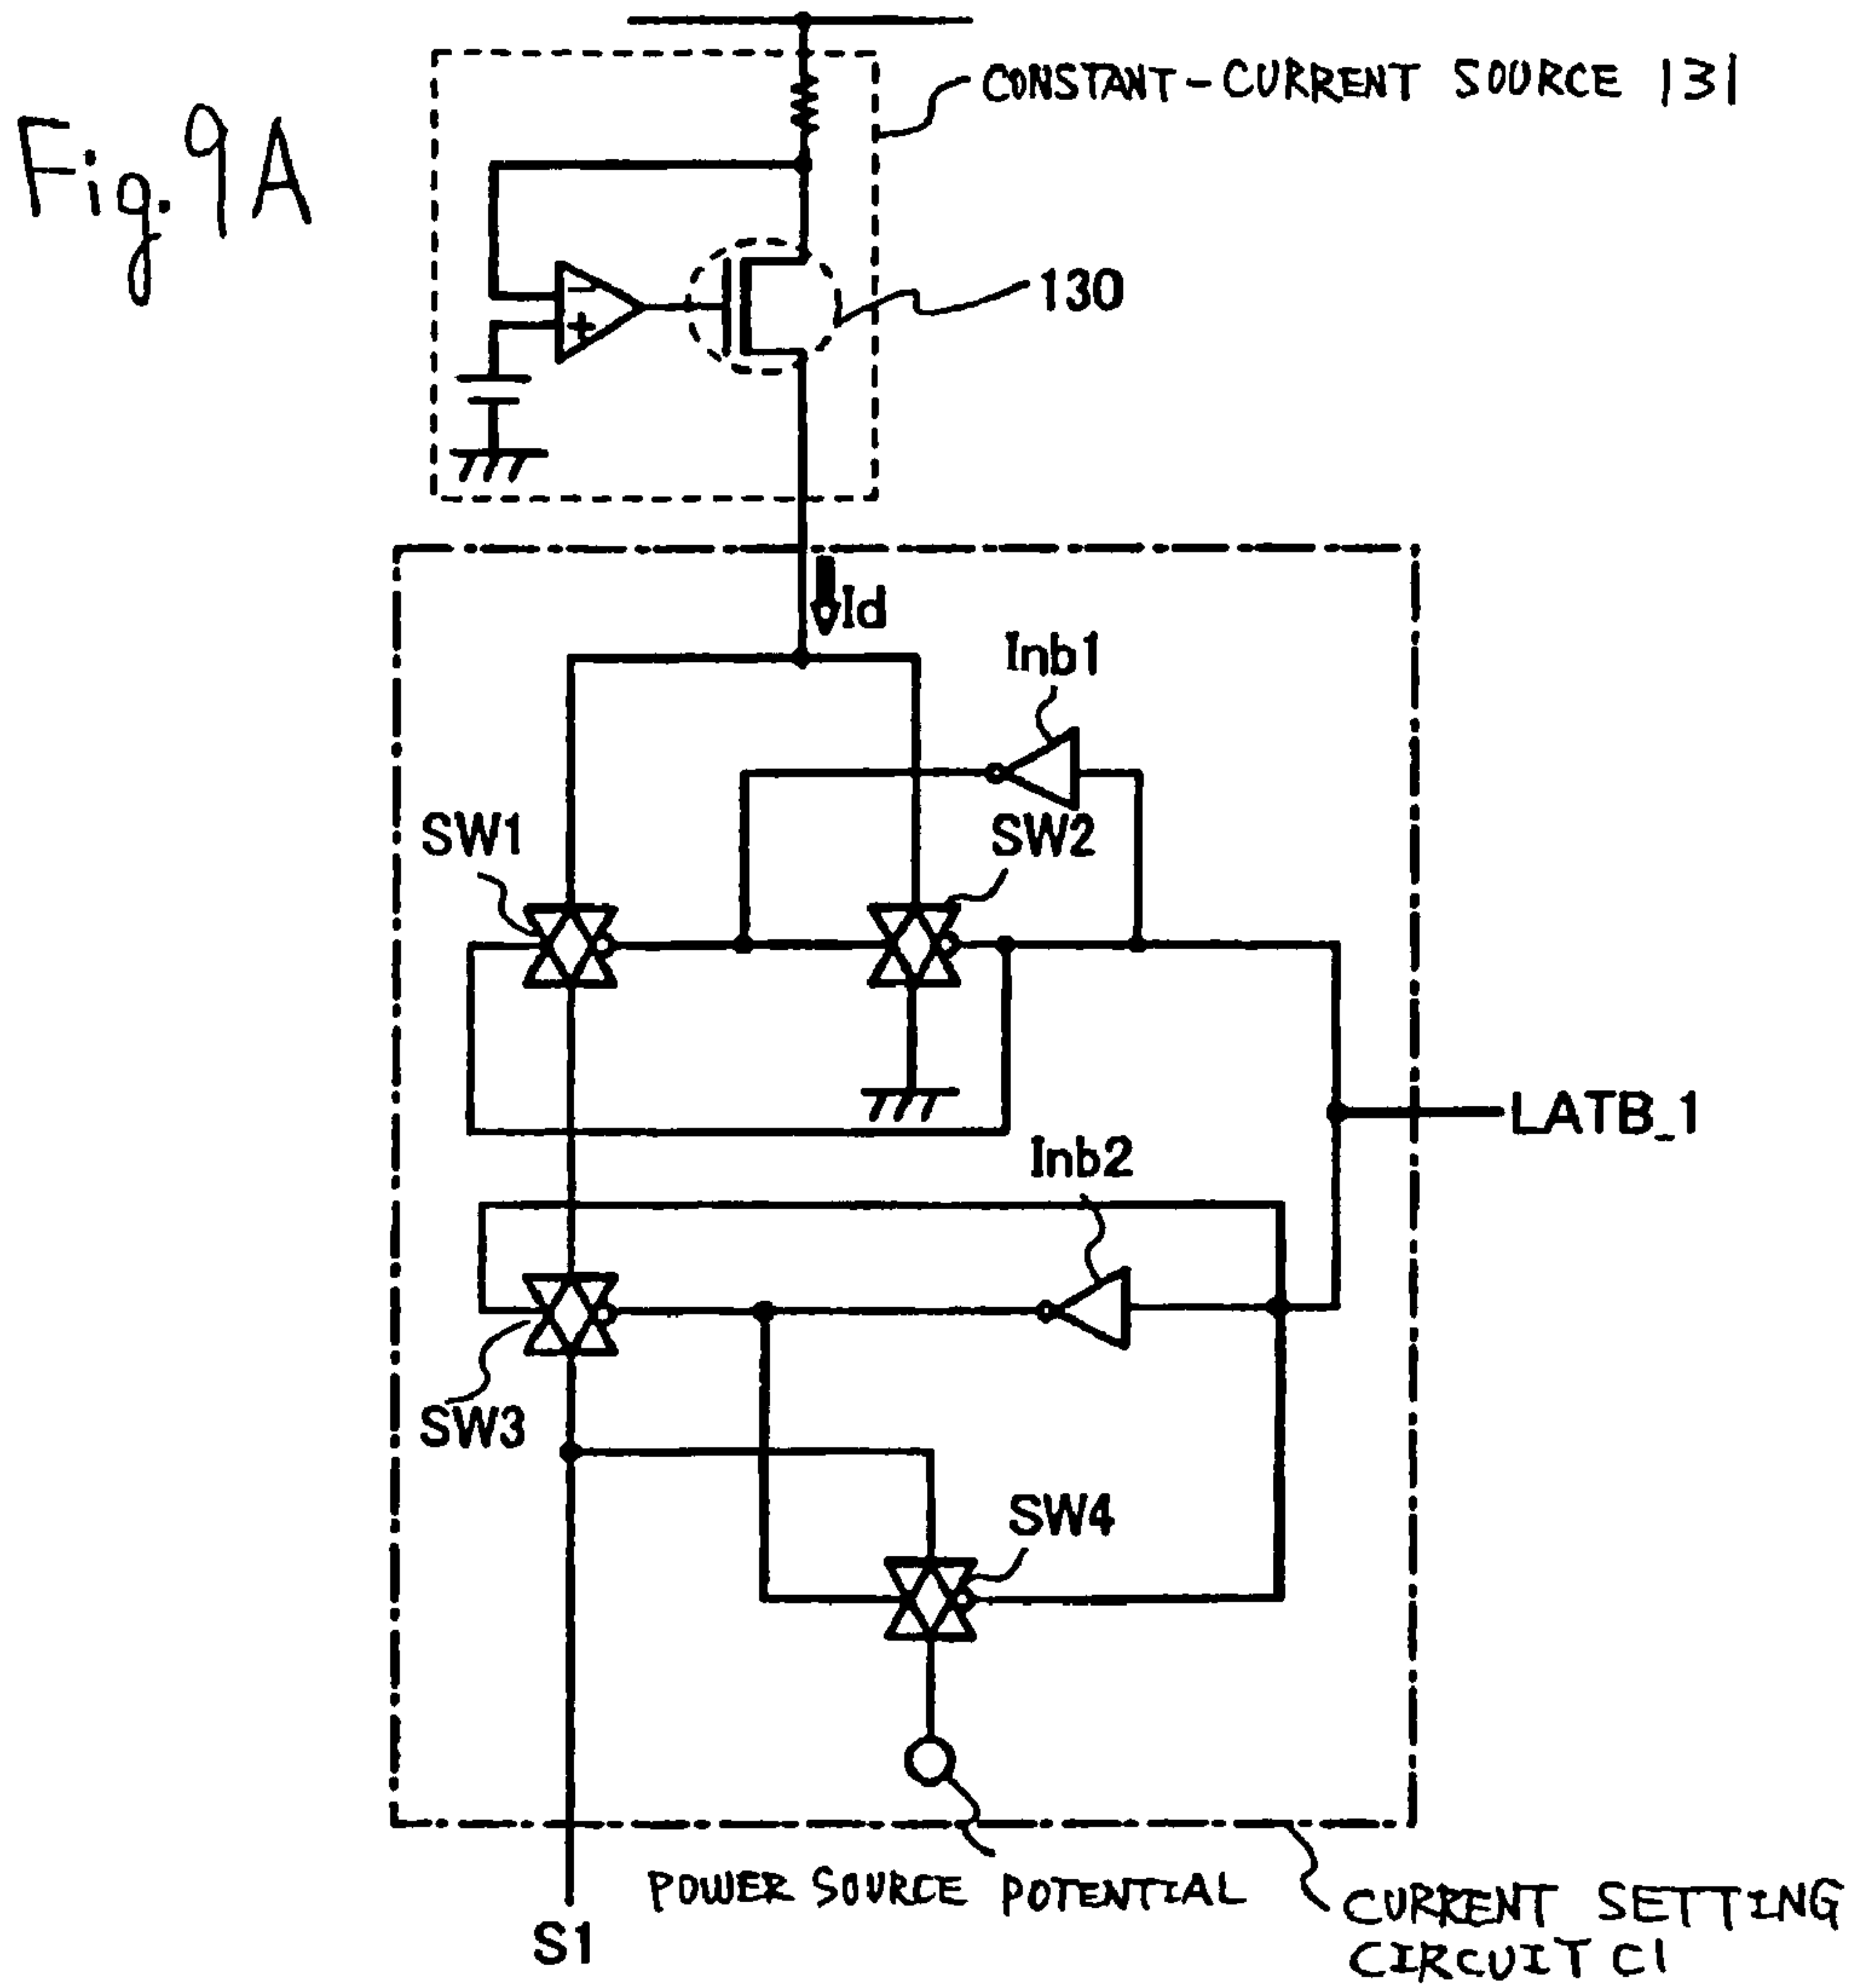 Fig. 9A
CONSTANT-CURRENT SOURCE 131
-
+
130
Id
Inb1
SW1
SW2
LATB_1
Inb2
SW3
SW4
POWER SOURCE POTENTIAL
CURRENT SETTING
CIRCUIT C1
S1